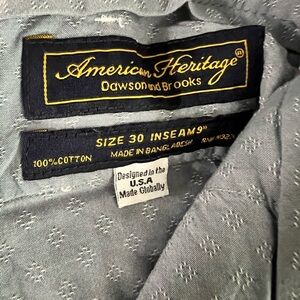 American Heritage®
Dawson and Brooks
SIZE 30 INSEAM 9"
100% COTTON MADE IN BANGLADESH
Designed in the
U.S.A
Made Globally